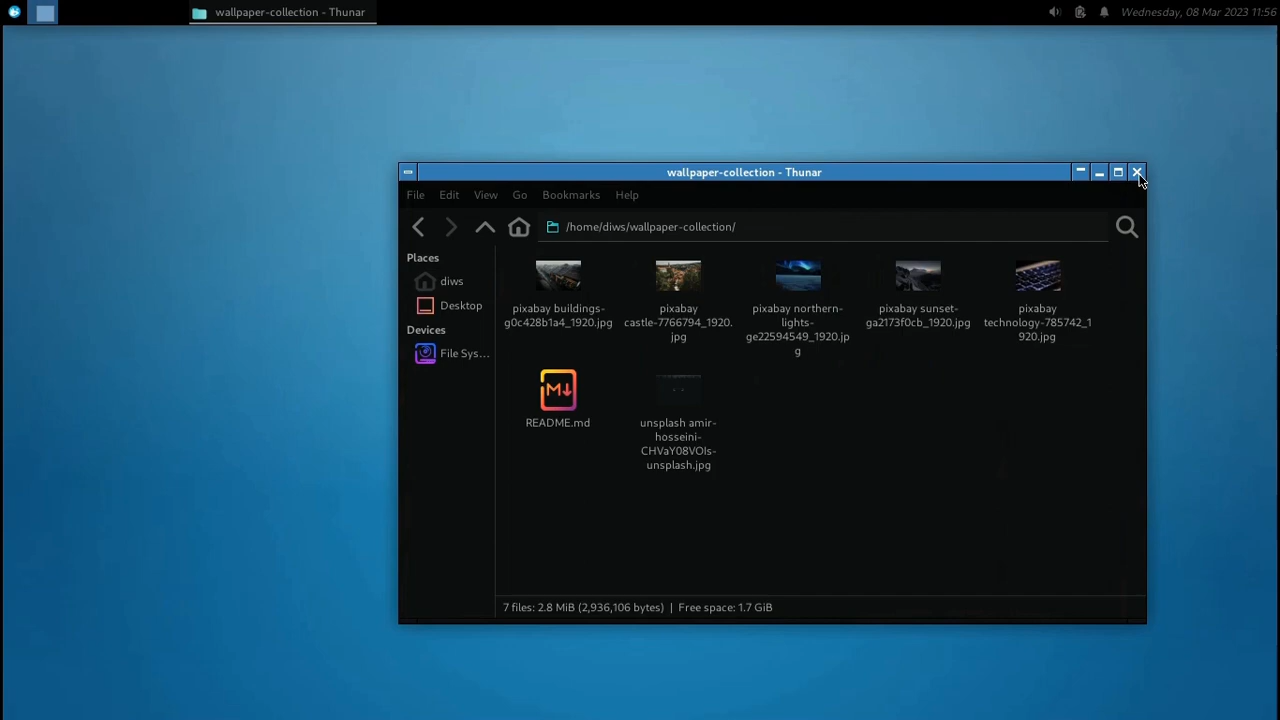 wallpaper-collection - Thunar
Wednesday, 08 Mar 2023 11:56
wallpaper-collection - Thunar
File Edit View Go Bookmarks Help
/home/diws/wallpaper-collection/
Places
diws
Desktop
Devices
File Sys...
pixabay buildings-
g0c428b1a4_1920.jpg
pixabay
castle-7766794_1920.
jpg
pixabay northern-
lights-
ge22594549_1920.jp
g
pixabay sunset-
ga2173f0cb_1920.jpg
pixabay
technology-785742_1
920.jpg
M
README.md
unsplash amir-
hosseini-
CHVaY08VOIs-
unsplash.jpg
7 files: 2.8 MiB (2,936,106 bytes) | Free space: 1.7 GiB